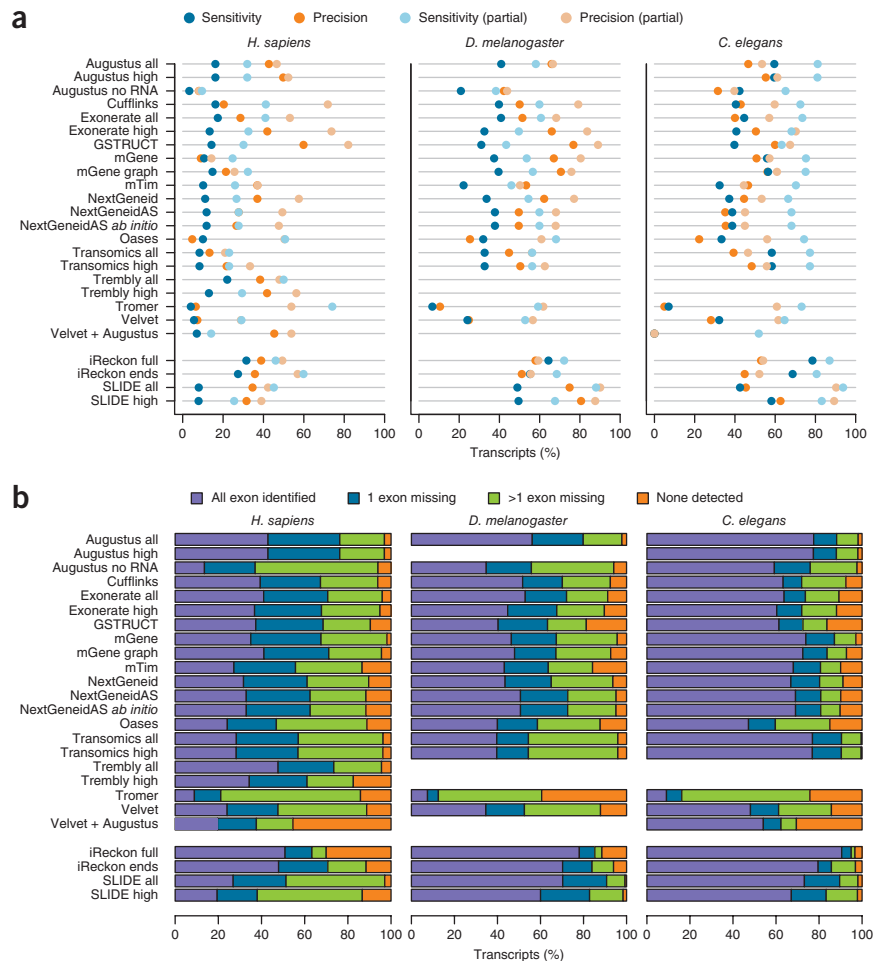 a
Sensitivity Precision Sensitivity (partial) Precision (partial)
H. sapiens D. melanogaster C. elegans
Augustus all
Augustus high
Augustus no RNA
Cufflinks
Exonerate all
Exonerate high
GSTRUCT
mGene
mGene graph
mTim
NextGeneid
NextGeneidAS
NextGeneidAS ab initio
Oases
Transomics all
Transomics high
Trembly all
Trembly high
Tromer
Velvet
Velvet + Augustus
iReckon full
iReckon ends
SLIDE all
SLIDE high
0 20 40 60 80 100 0 20 40 60 80 100 0 20 40 60 80 100
Transcripts (%)
b
All exon identified 1 exon missing >1 exon missing None detected
H. sapiens D. melanogaster C. elegans
Augustus all
Augustus high
Augustus no RNA
Cufflinks
Exonerate all
Exonerate high
GSTRUCT
mGene
mGene graph
mTim
NextGeneid
NextGeneidAS
NextGeneidAS ab initio
Oases
Transomics all
Transomics high
Trembly all
Trembly high
Tromer
Velvet
Velvet + Augustus
iReckon full
iReckon ends
SLIDE all
SLIDE high
0 20 40 60 80 100 0 20 40 60 80 100 0 20 40 60 80 100
Transcripts (%)